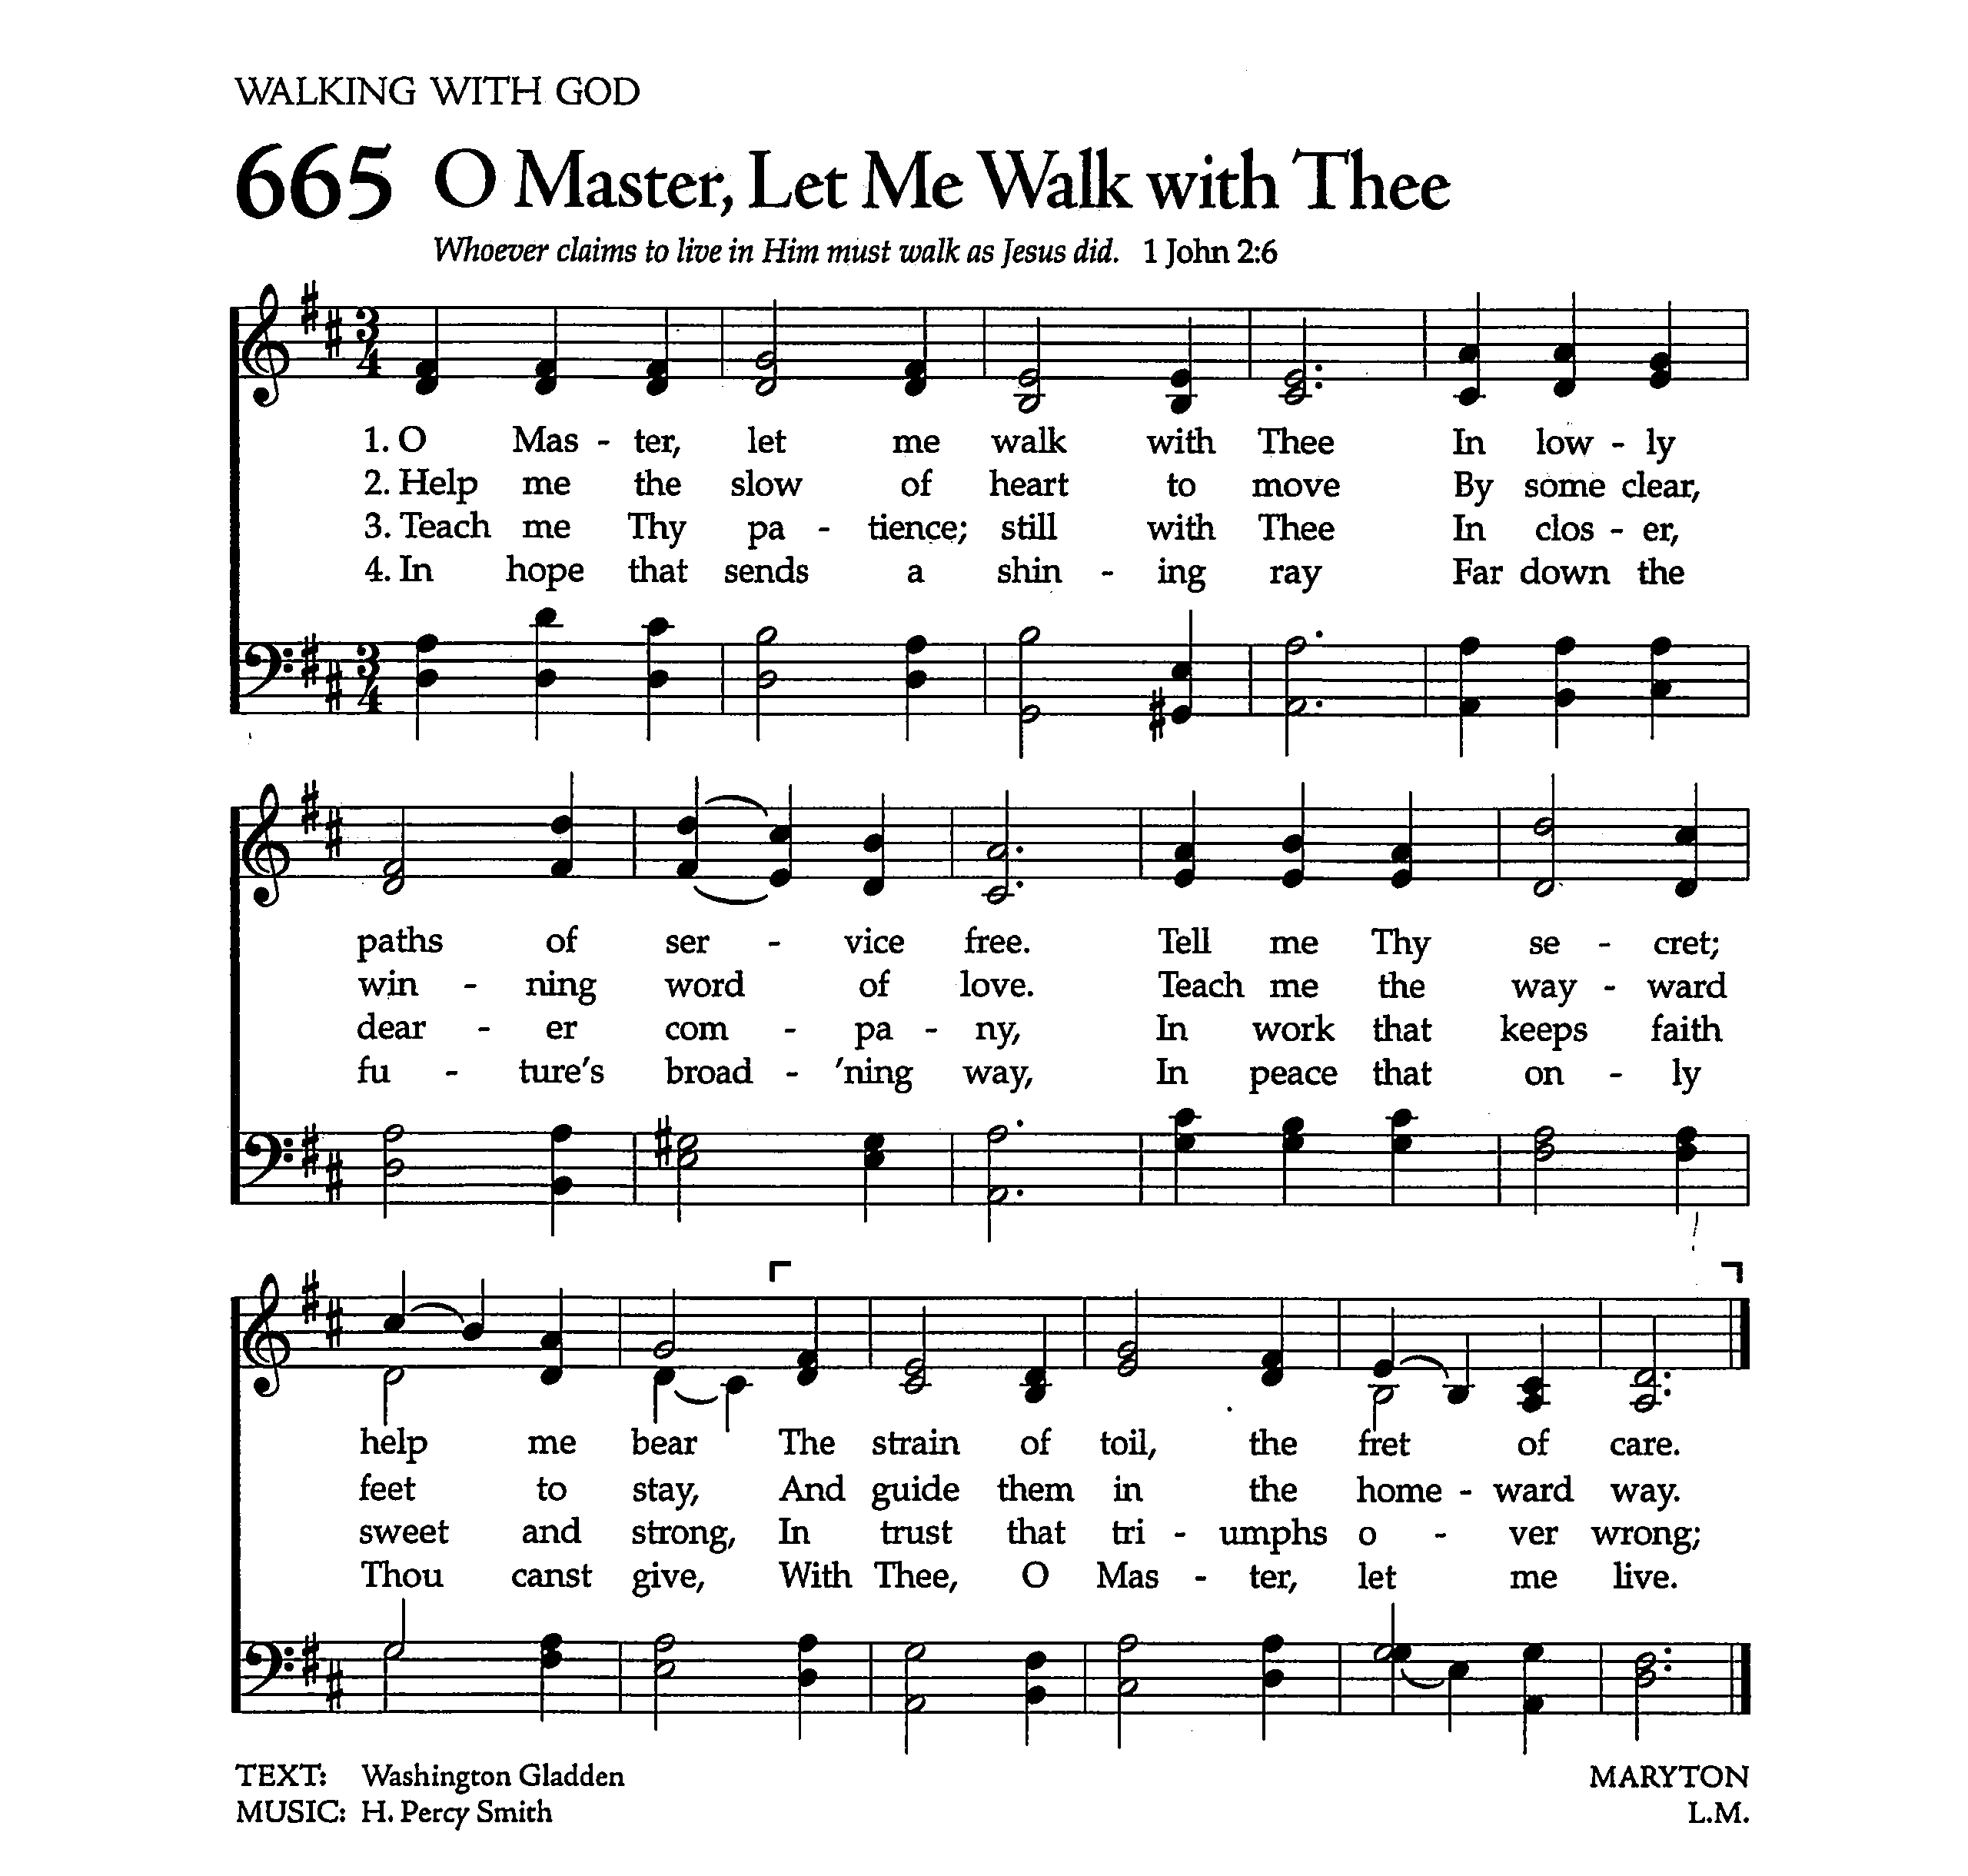 WALKING WITH GOD
665 O Master, Let Me Walk with Thee
Whoever claims to live in Him must walk as Jesus did. 1 John 2:6
3 4
1. O Mas - ter, let me walk with Thee In low - ly
2. Help me the slow of heart to move By some clear,
3. Teach me Thy pa - tience; still with Thee In clos - er,
4. In hope that sends a shin - ing ray Far down the
3 4
paths of ser - vice free. Tell me Thy se - cret;
win - ning word of love. Teach me the way - ward
dear - er com - pa - ny, In work that keeps faith
fu - ture's broad - 'ning way, In peace that on - ly
help me bear The strain of toil, the fret of care.
feet to stay, And guide them in the home - ward way.
sweet and strong, In trust that tri - umphs o - ver wrong;
Thou canst give, With Thee, O Mas - ter, let me live.
TEXT: Washington Gladden MARYTON
MUSIC: H. Percy Smith L.M.